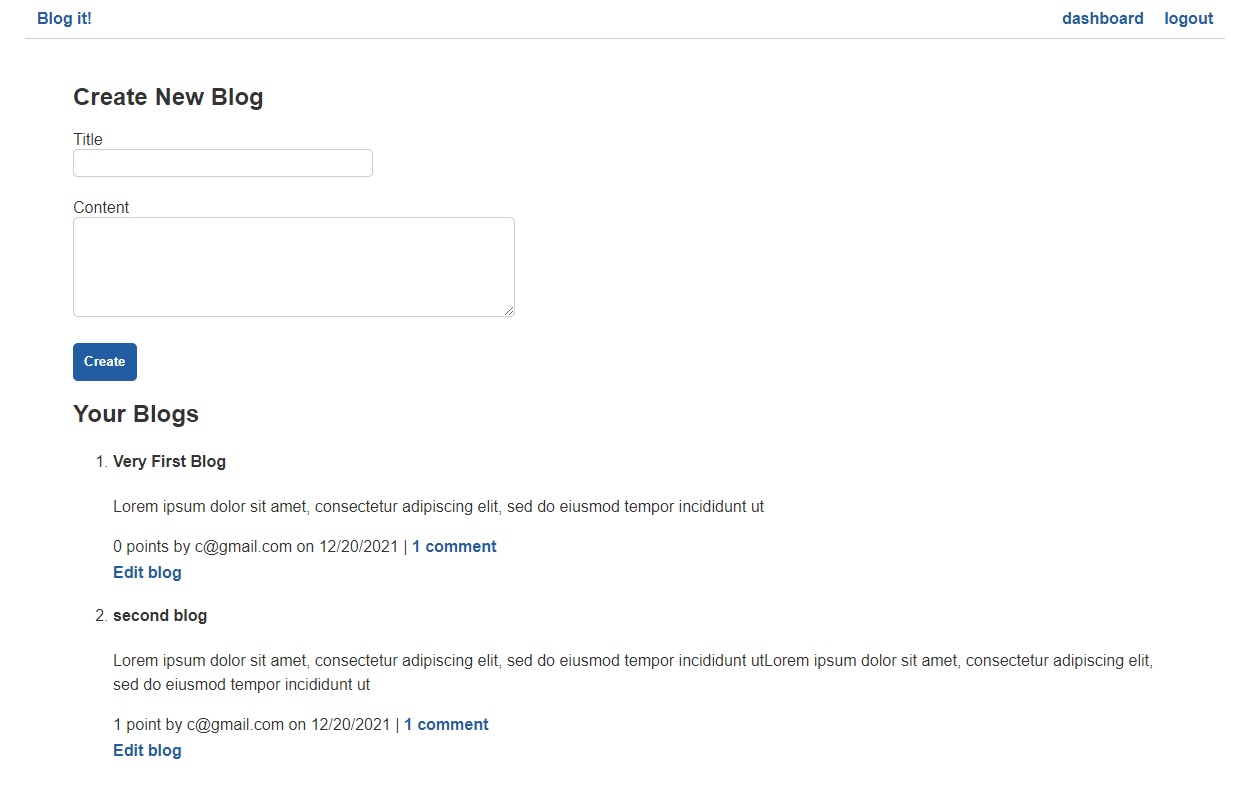 Blog it! dashboard logout
Create New Blog
Title
Content
Create
Your Blogs
1. Very First Blog
Lorem ipsum dolor sit amet, consectetur adipiscing elit, sed do eiusmod tempor incididunt ut
0 points by c@gmail.com on 12/20/2021 | 1 comment
Edit blog
2. second blog
Lorem ipsum dolor sit amet, consectetur adipiscing elit, sed do eiusmod tempor incididunt utLorem ipsum dolor sit amet, consectetur adipiscing elit,
sed do eiusmod tempor incididunt ut
1 point by c@gmail.com on 12/20/2021 | 1 comment
Edit blog